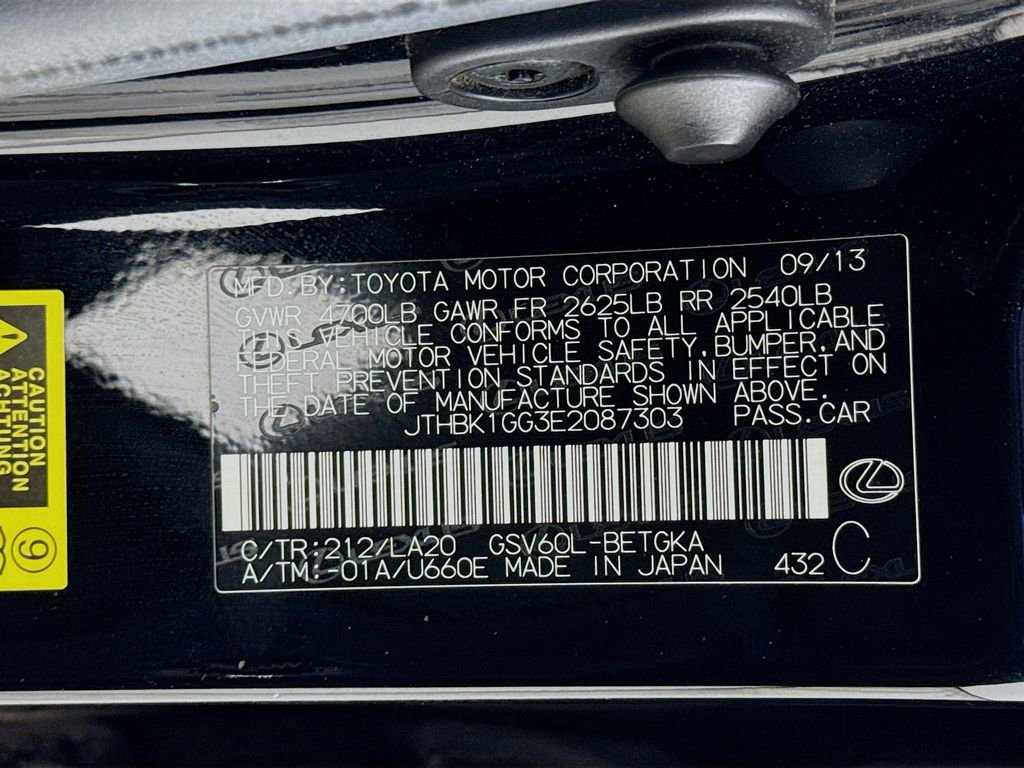 MFD.BY:TOYOTA MOTOR CORPORATION 09/13
GVWR 4700LB GAWR FR 2625LB RR 2540LB
THIS VEHICLE CONFORMS TO ALL APPLICABLE
FEDERAL MOTOR VEHICLE SAFETY,BUMPER,AND
THEFT PREVENTION STANDARDS IN EFFECT ON
THE DATE OF MANUFACTURE SHOWN ABOVE.
JTHBK1GG3E2087303 PASS.CAR
C/TR:212/LA20 GSV60L-BETGKA
A/TM:-01A/U660E MADE IN JAPAN 432 C
CAUTION
ACHTUNG
9